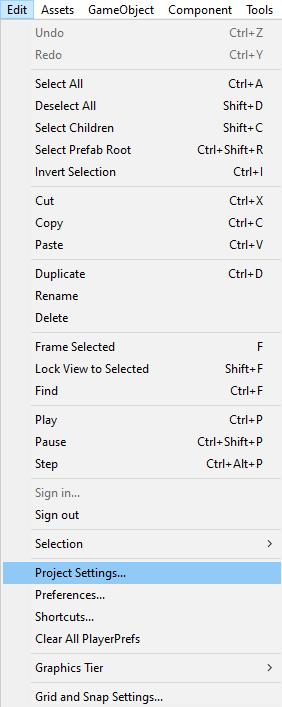 Edit Assets GameObject Component Tools
Undo Ctrl+Z
Redo Ctrl+Y
Select All Ctrl+A
Deselect All Shift+D
Select Children Shift+C
Select Prefab Root Ctrl+Shift+R
Invert Selection Ctrl+I
Cut Ctrl+X
Copy Ctrl+C
Paste Ctrl+V
Duplicate Ctrl+D
Rename
Delete
Frame Selected F
Lock View to Selected Shift+F
Find Ctrl+F
Play Ctrl+P
Pause Ctrl+Shift+P
Step Ctrl+Alt+P
Sign in...
Sign out
Selection
Project Settings...
Preferences...
Shortcuts...
Clear All PlayerPrefs
Graphics Tier
Grid and Snap Settings...